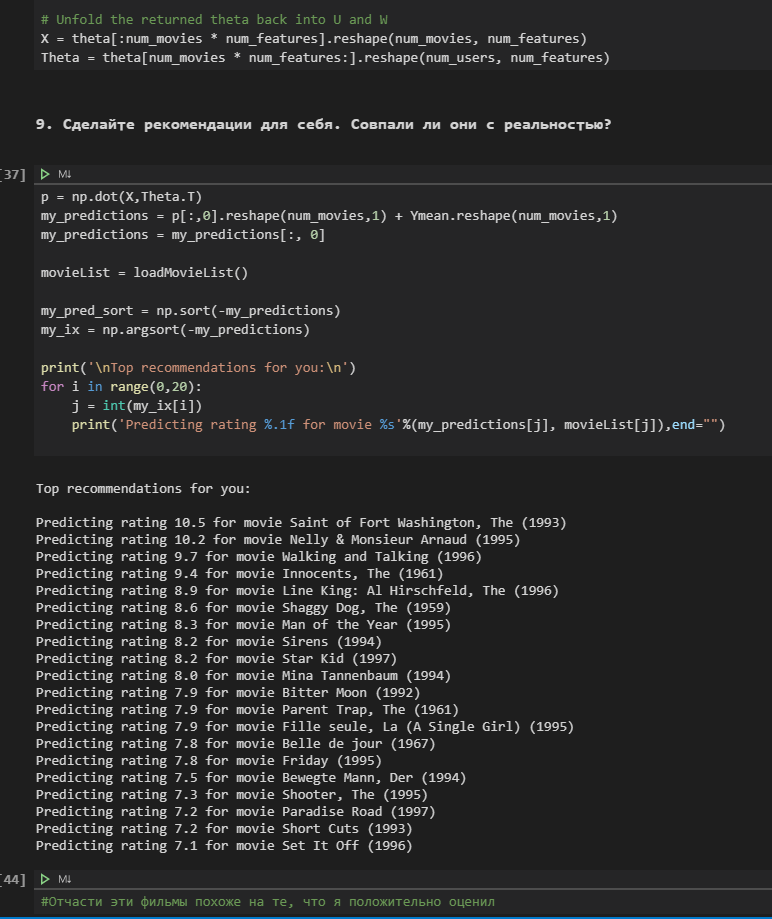 # Unfold the returned theta back into U and W
X = theta[:num_movies * num_features].reshape(num_movies, num_features)
Theta = theta[num_movies * num_features:].reshape(num_users, num_features)
9. Сделайте рекомендации для себя. Совпали ли они с реальностью?
[37]
M↓
p = np.dot(X,Theta.T)
my_predictions = p[:,0].reshape(num_movies,1) + Ymean.reshape(num_movies,1)
my_predictions = my_predictions[:, 0]
movieList = loadMovieList()
my_pred_sort = np.sort(-my_predictions)
my_ix = np.argsort(-my_predictions)
print('\nTop recommendations for you:\n')
for i in range(0,20):
    j = int(my_ix[i])
    print('Predicting rating %.1f for movie %s'%(my_predictions[j], movieList[j]),end="")
Top recommendations for you:
Predicting rating 10.5 for movie Saint of Fort Washington, The (1993)
Predicting rating 10.2 for movie Nelly & Monsieur Arnaud (1995)
Predicting rating 9.7 for movie Walking and Talking (1996)
Predicting rating 9.4 for movie Innocents, The (1961)
Predicting rating 8.9 for movie Line King: Al Hirschfeld, The (1996)
Predicting rating 8.6 for movie Shaggy Dog, The (1959)
Predicting rating 8.3 for movie Man of the Year (1995)
Predicting rating 8.2 for movie Sirens (1994)
Predicting rating 8.2 for movie Star Kid (1997)
Predicting rating 8.0 for movie Mina Tannenbaum (1994)
Predicting rating 7.9 for movie Bitter Moon (1992)
Predicting rating 7.9 for movie Parent Trap, The (1961)
Predicting rating 7.9 for movie Fille seule, La (A Single Girl) (1995)
Predicting rating 7.8 for movie Belle de jour (1967)
Predicting rating 7.8 for movie Friday (1995)
Predicting rating 7.5 for movie Bewegte Mann, Der (1994)
Predicting rating 7.3 for movie Shooter, The (1995)
Predicting rating 7.2 for movie Paradise Road (1997)
Predicting rating 7.2 for movie Short Cuts (1993)
Predicting rating 7.1 for movie Set It Off (1996)
[44]
M↓
#Отчасти эти фильмы похоже на те, что я положительно оценил